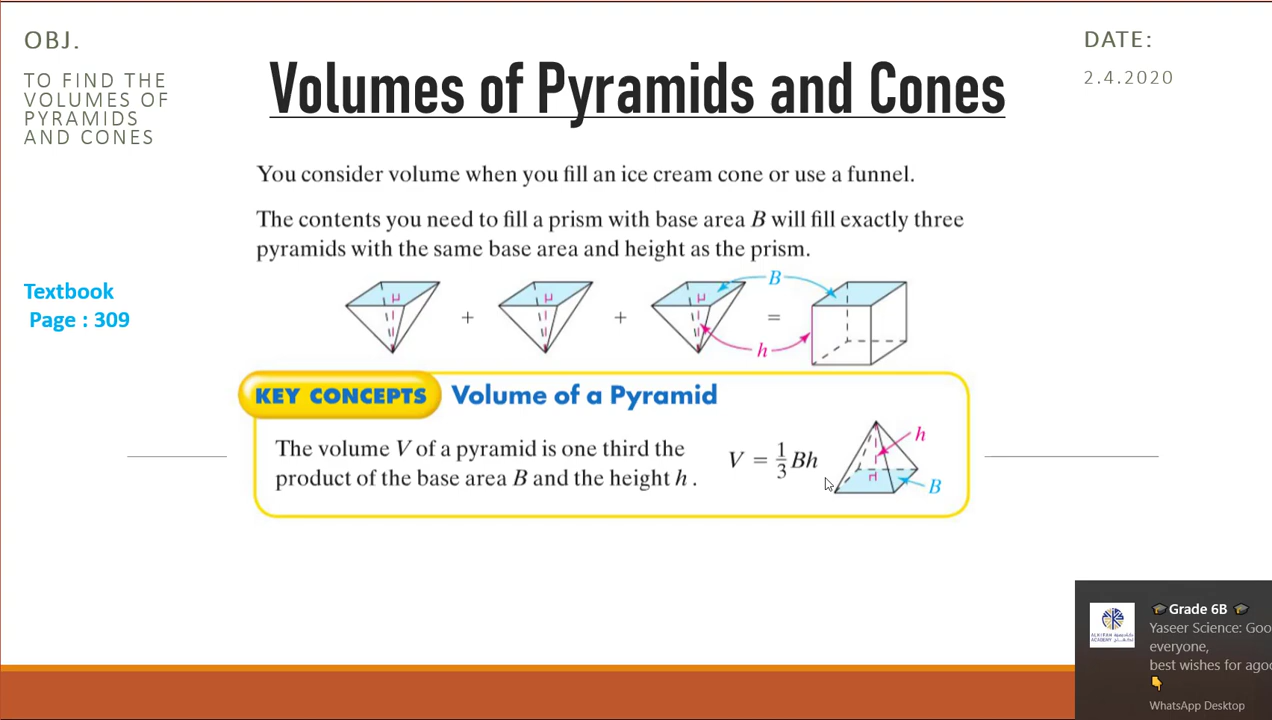 OBJ.
TO FIND THE
VOLUMES OF
PYRAMIDS
AND CONES
Volumes of Pyramids and Cones
DATE:
2.4.2020
You consider volume when you fill an ice cream cone or use a funnel.
The contents you need to fill a prism with base area B will fill exactly three
pyramids with the same base area and height as the prism.
Textbook
Page : 309
B
+ + =
h
KEY CONCEPTS Volume of a Pyramid
The volume V of a pyramid is one third the
product of the base area B and the height h .
V = 1/3 Bh
h
B
🎓Grade 6B 🎓
Yaseer Science: Goo
everyone,
best wishes for agoo
👇
WhatsApp Desktop